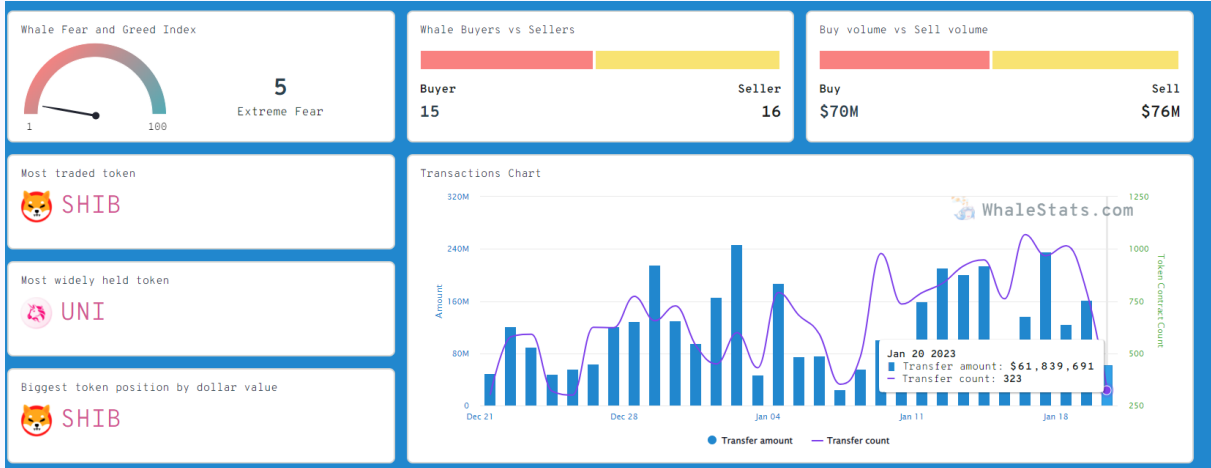 Whale Fear and Greed Index
5
Extreme Fear
1
100
Whale Buyers vs Sellers
Buyer
Seller
15
16
Buy volume vs Sell volume
Buy
Sell
$70M
$76M
Most traded token
SHIB
Most widely held token
UNI
Biggest token position by dollar value
SHIB
Transactions Chart
WhaleStats.com
320M
240M
160M
80M
0
Amount
1250
1000
750
500
250
Token Contract Count
Jan 20 2023
Transfer amount: $61,839,691
Transfer count: 323
Dec 21
Dec 28
Jan 04
Jan 11
Jan 18
Transfer amount
Transfer count